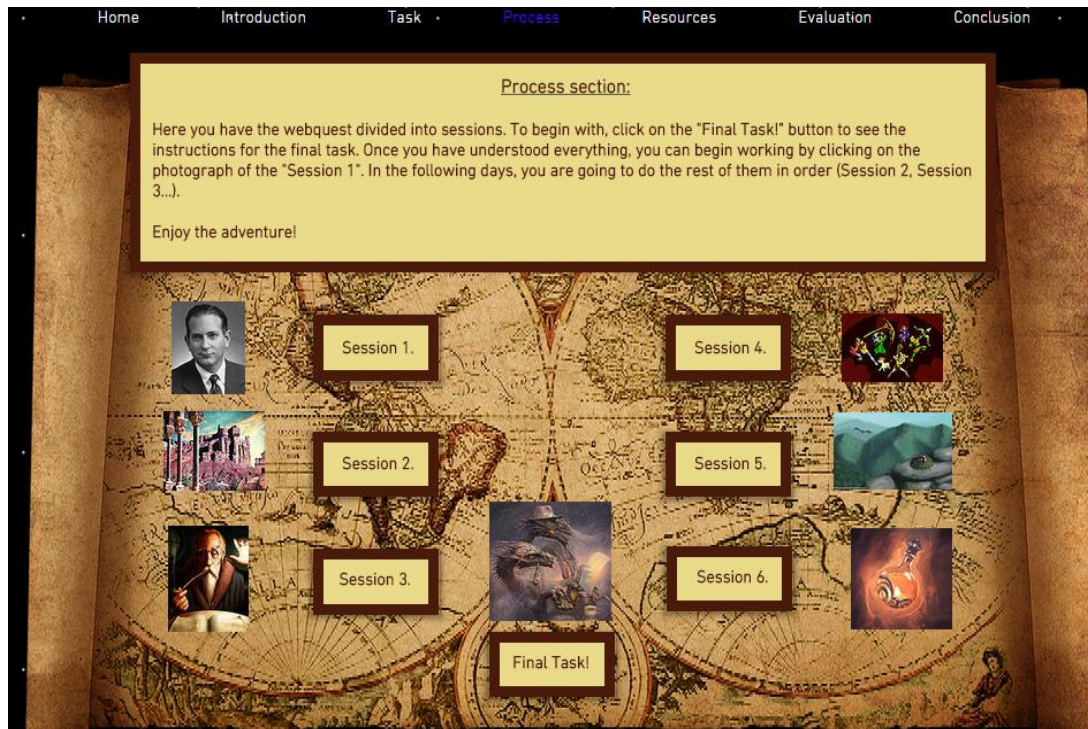 Home Introduction Task Process Resources Evaluation Conclusion
Process section:
Here you have the webquest divided into sessions. To begin with, click on the "Final Task!" button to see the
instructions for the final task. Once you have understood everything, you can begin working by clicking on the
photograph of the "Session 1". In the following days, you are going to do the rest of them in order (Session 2, Session
3...).
Enjoy the adventure!
Session 1.
Session 4.
Session 2.
Session 5.
Session 3.
Session 6.
Final Task!